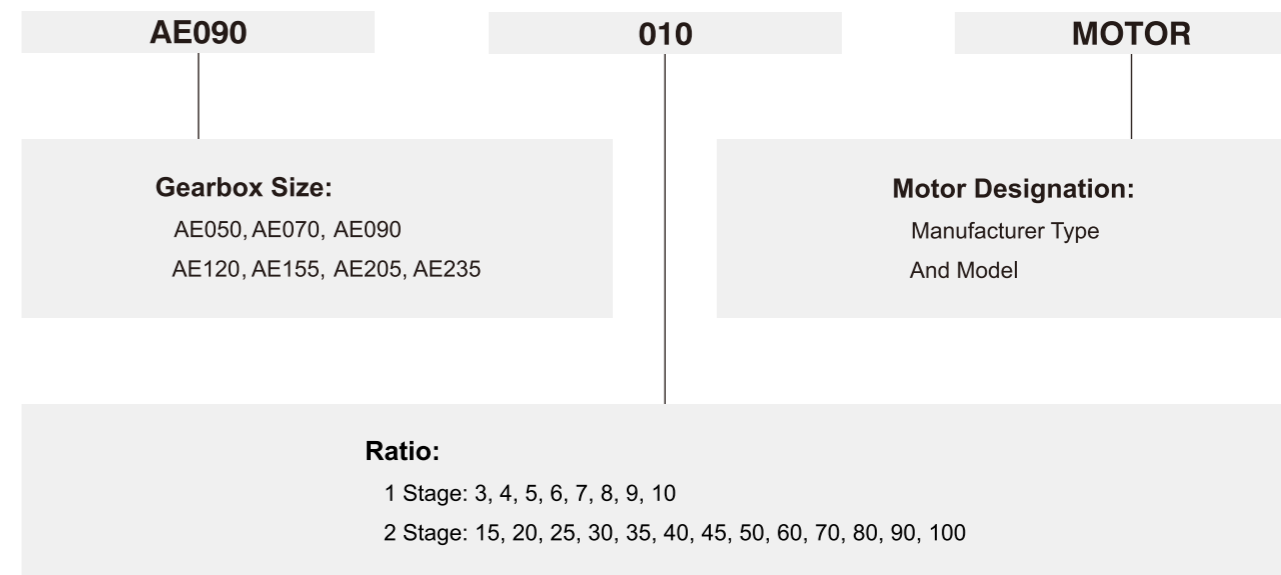 AE090 010 MOTOR
Gearbox Size:
AE050, AE070, AE090
AE120, AE155, AE205, AE235
Motor Designation:
Manufacturer Type
And Model
Ratio:
1 Stage: 3, 4, 5, 6, 7, 8, 9, 10
2 Stage: 15, 20, 25, 30, 35, 40, 45, 50, 60, 70, 80, 90, 100